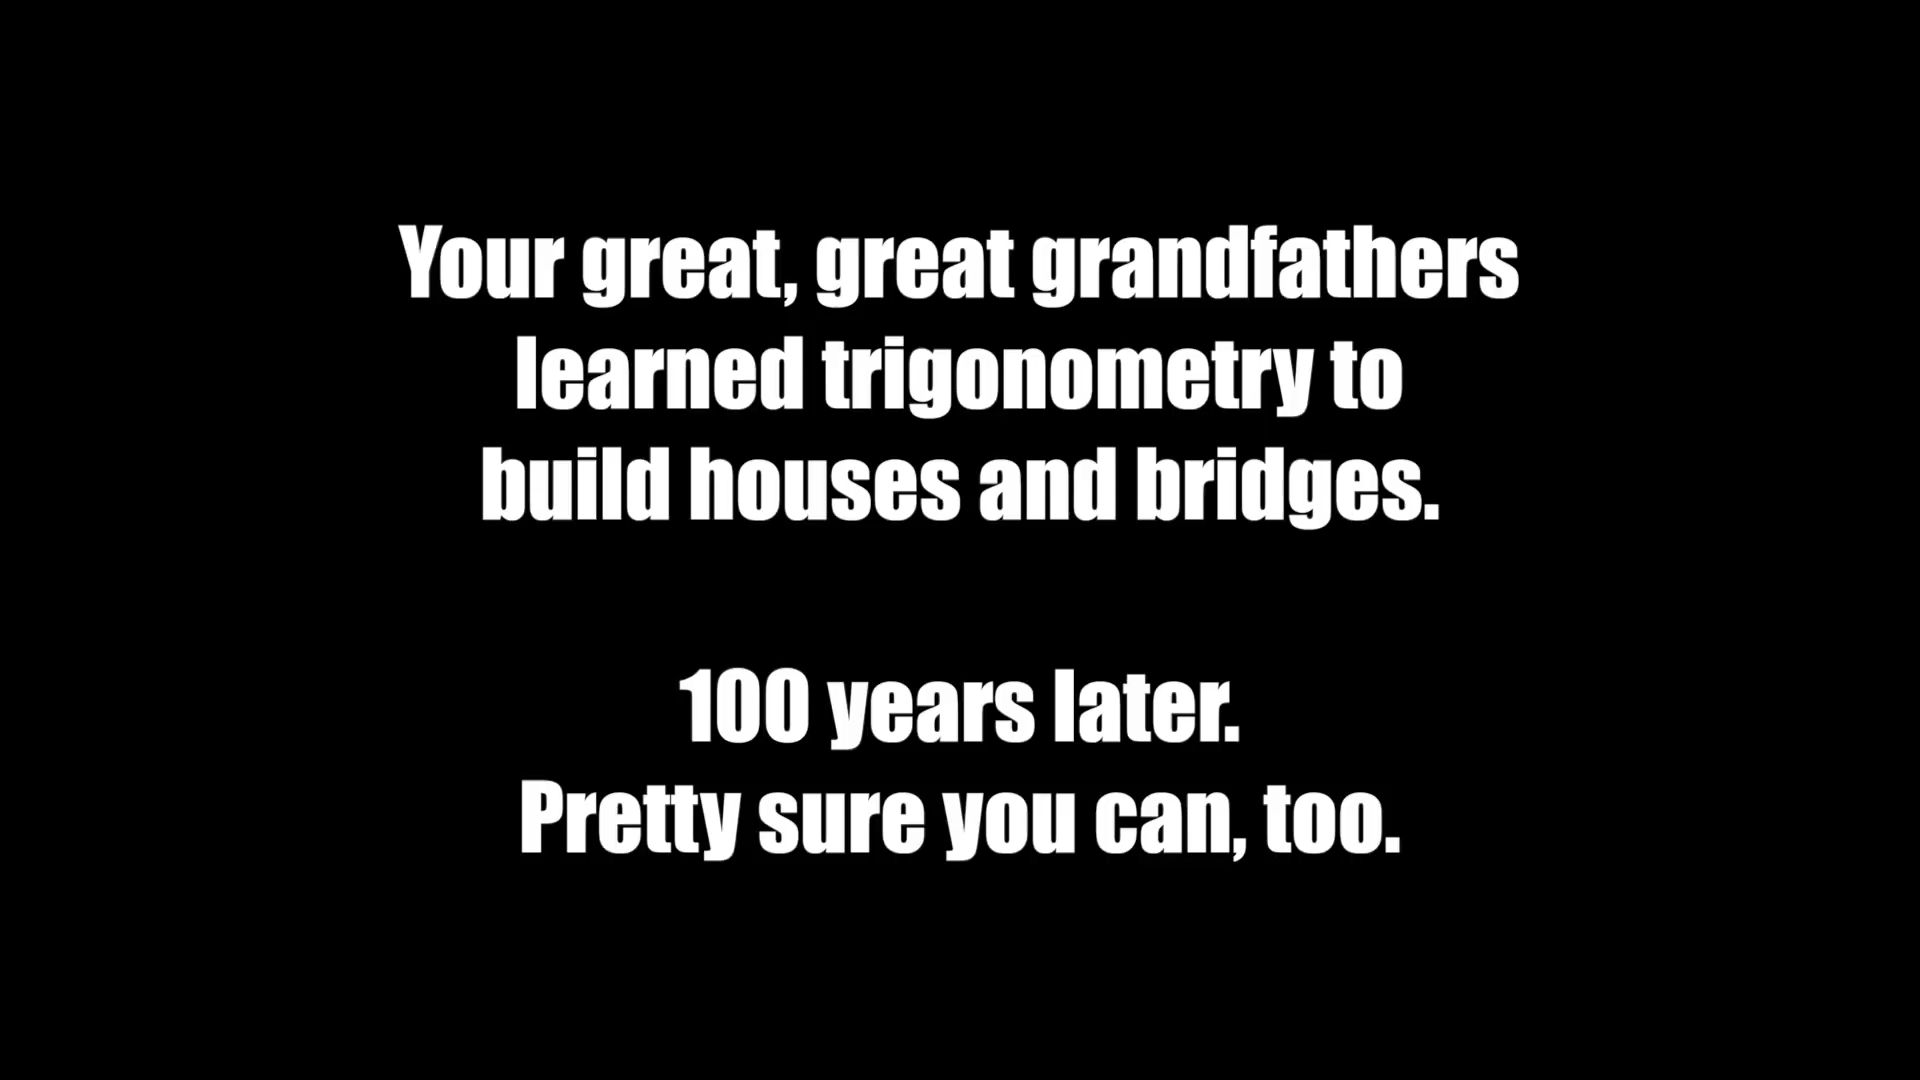 Your great, great grandfathers
learned trigonometry to
build houses and bridges.
100 years later.
Pretty sure you can, too.